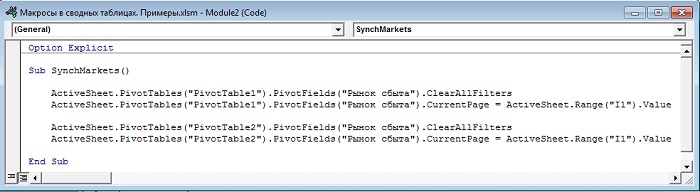 Макросы в сводных таблицах. Примеры.xlsm - Module2 (Code)
(General) SynchMarkets
Option Explicit
Sub SynchMarkets()
ActiveSheet.PivotTables("PivotTable1").PivotFields("Рынок сбыта").ClearAllFilters
ActiveSheet.PivotTables("PivotTable1").PivotFields("Рынок сбыта").CurrentPage = ActiveSheet.Range("I1").Value
ActiveSheet.PivotTables("PivotTable2").PivotFields("Рынок сбыта").ClearAllFilters
ActiveSheet.PivotTables("PivotTable2").PivotFields("Рынок сбыта").CurrentPage = ActiveSheet.Range("I1").Value
End Sub